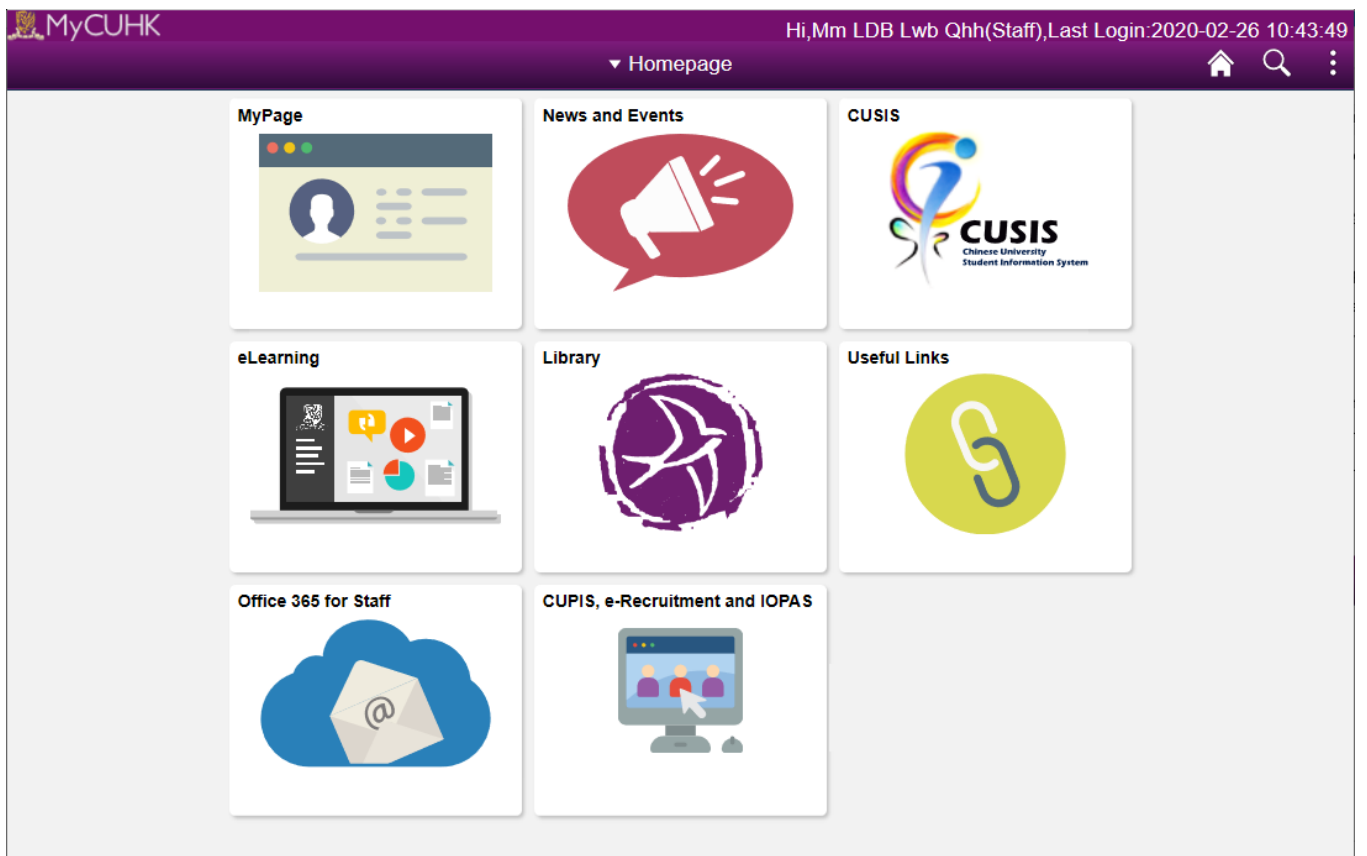 MyCUHK
Hi,Mm LDB Lwb Qhh(Staff),Last Login:2020-02-26 10:43:49
Homepage
MyPage
News and Events
CUSIS
CUSIS
Chinese University
Student Information System
eLearning
Library
Useful Links
Office 365 for Staff
@
CUPIS, e-Recruitment and IOPAS